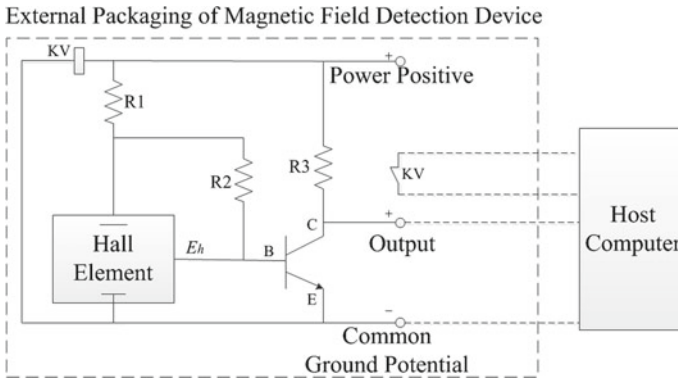 External Packaging of Magnetic Field Detection Device
KV
+
Power Positive
R1
R2
R3
KV
C
+
Output
Host
Computer
Hall
Element
Eh
B
E
−
Common
Ground Potential